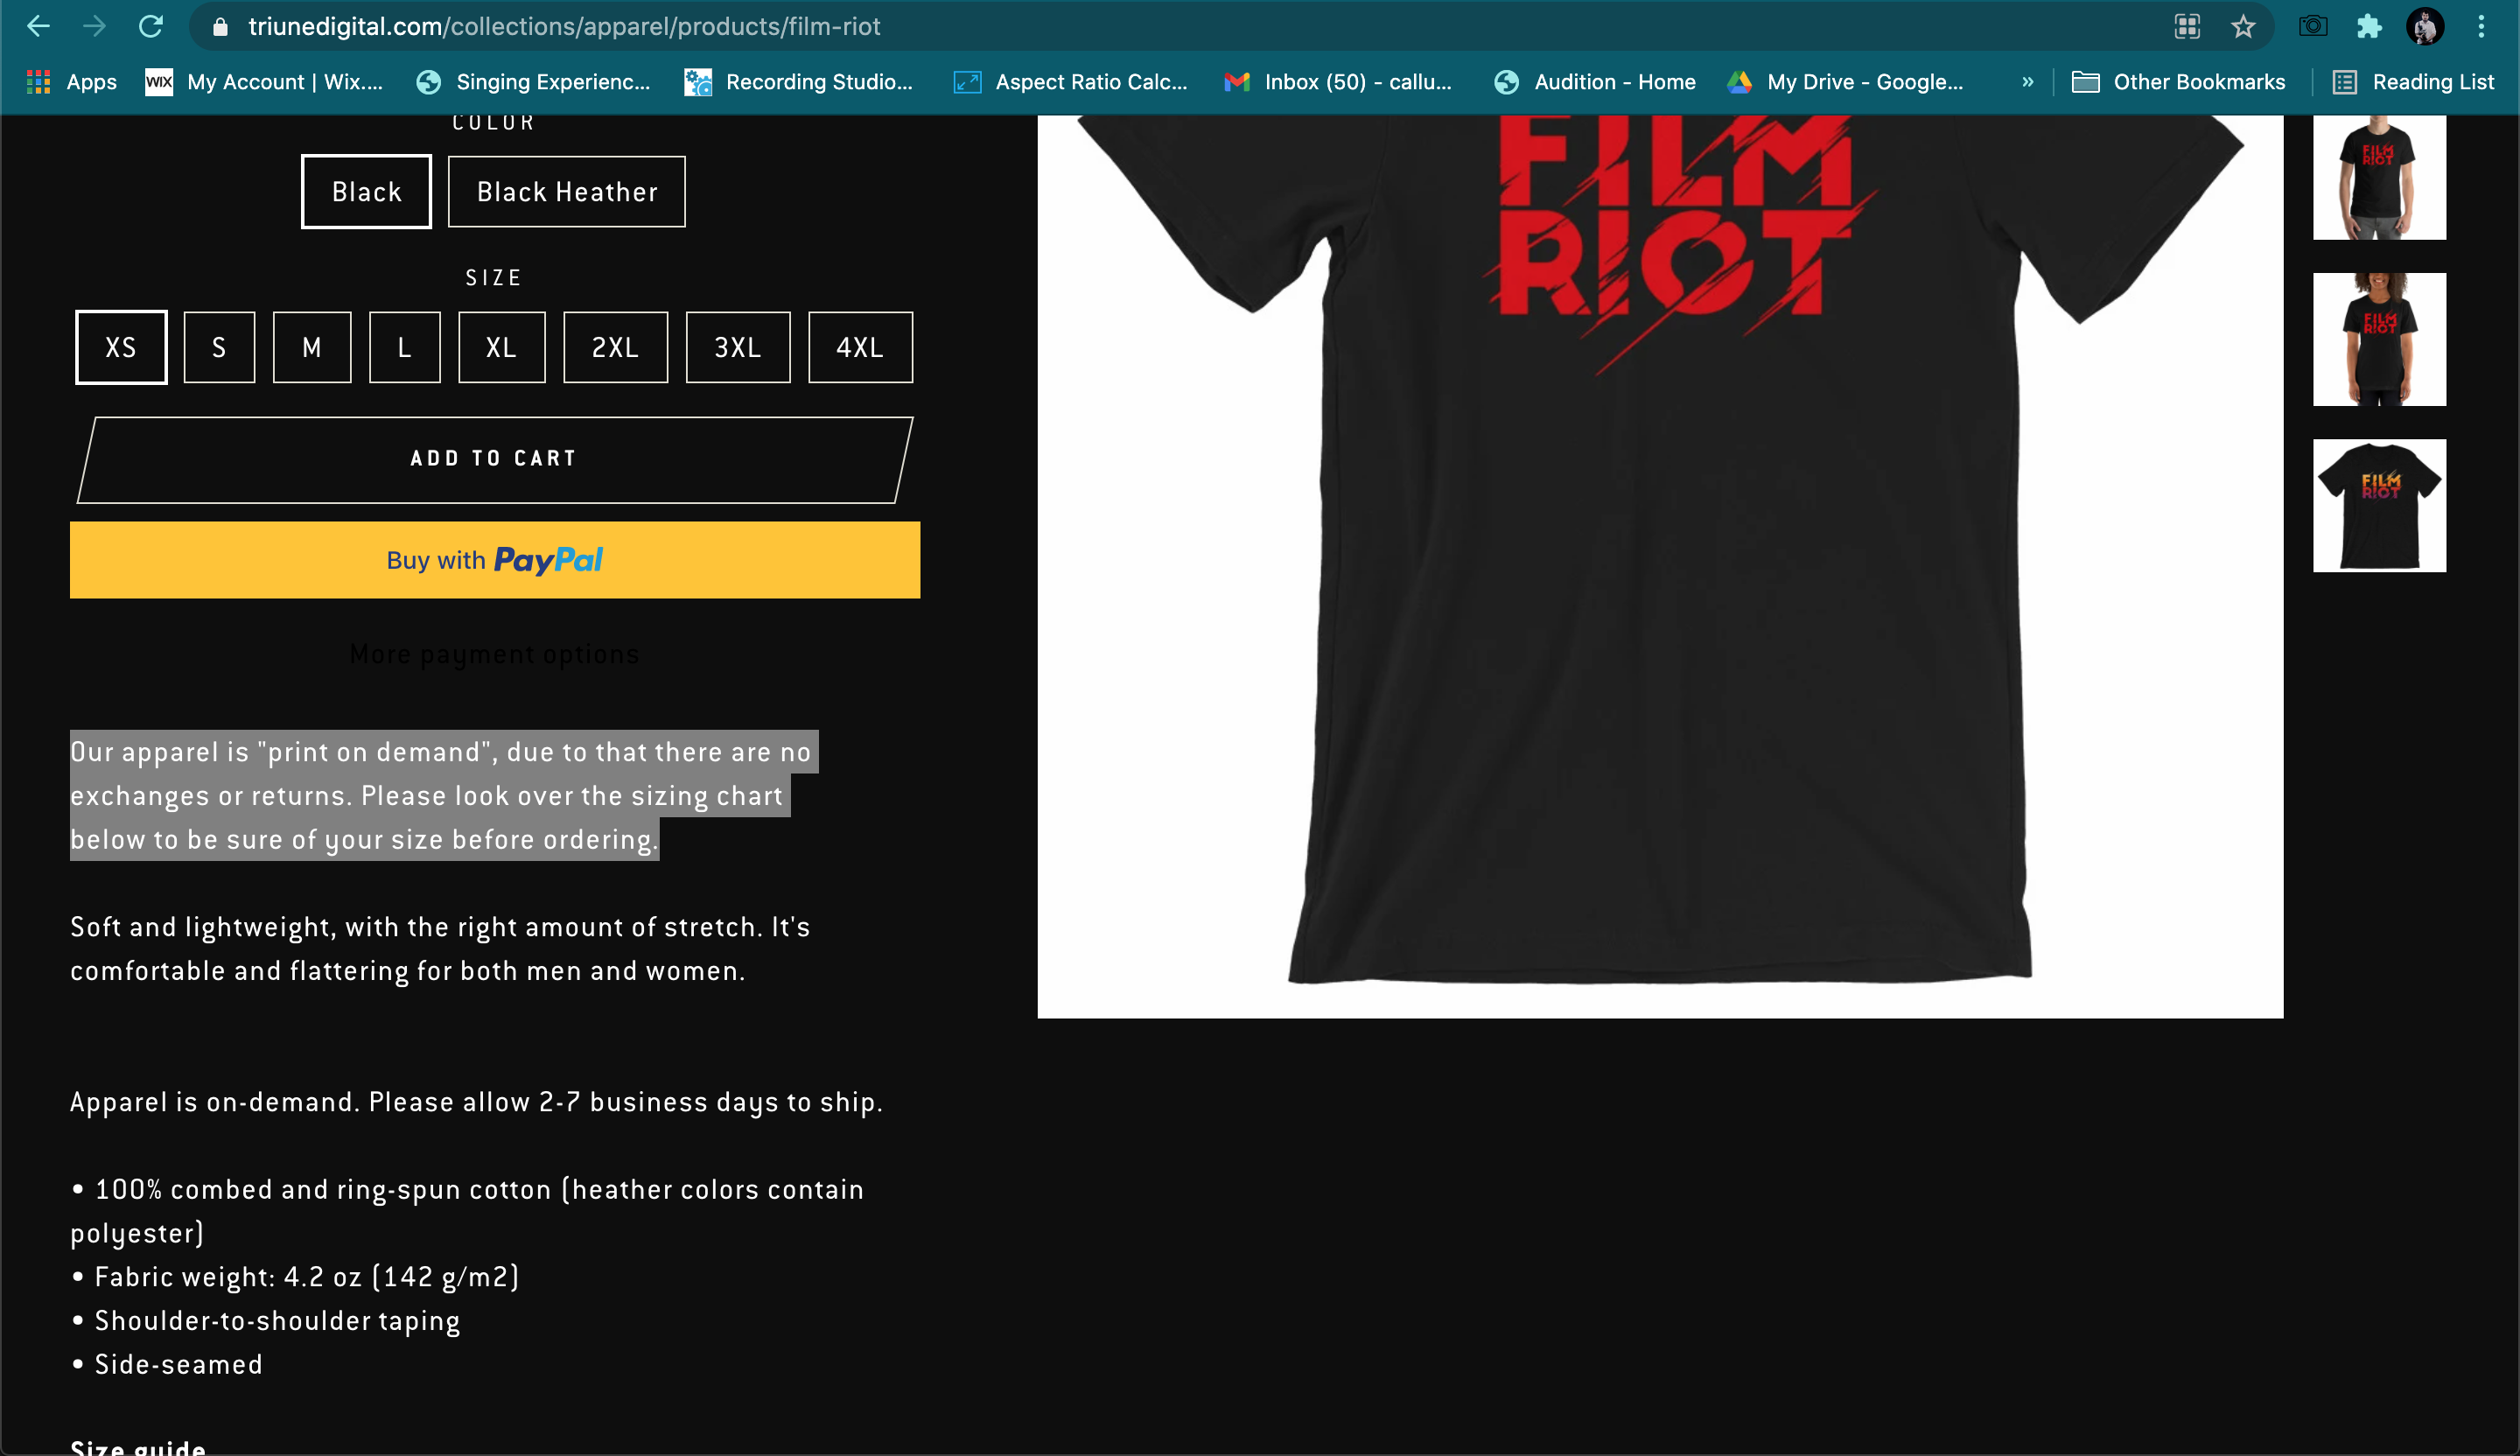 triunedigital.com/collections/apparel/products/film-riot
Apps
WIX
My Account | Wix....
Singing Experienc...
Recording Studio...
Aspect Ratio Calc...
Inbox (50) - callu...
Audition - Home
My Drive - Google...
»
Other Bookmarks
Reading List
COLOR
Black
Black Heather
SIZE
XS
S
M
L
XL
2XL
3XL
4XL
ADD TO CART
Buy with PayPal
More payment options
Our apparel is "print on demand", due to that there are no
exchanges or returns. Please look over the sizing chart
below to be sure of your size before ordering.
Soft and lightweight, with the right amount of stretch. It's
comfortable and flattering for both men and women.
Apparel is on-demand. Please allow 2-7 business days to ship.
• 100% combed and ring-spun cotton (heather colors contain
polyester)
• Fabric weight: 4.2 oz (142 g/m2)
• Shoulder-to-shoulder taping
• Side-seamed
Size guide
FILM
RIOT
FILM
RIOT
FILM
RIOT
FILM
RIOT